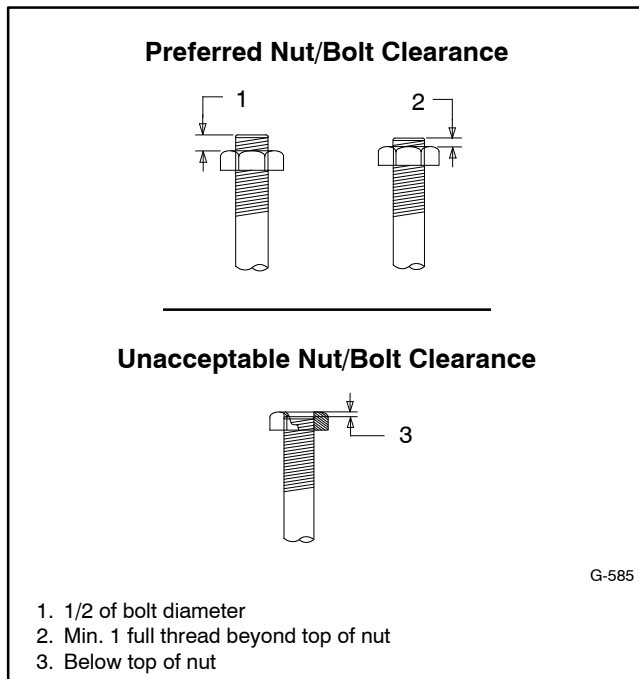 Preferred Nut/Bolt Clearance
1
2
Unacceptable Nut/Bolt Clearance
3
G-585
1. 1/2 of bolt diameter
2. Min. 1 full thread beyond top of nut
3. Below top of nut